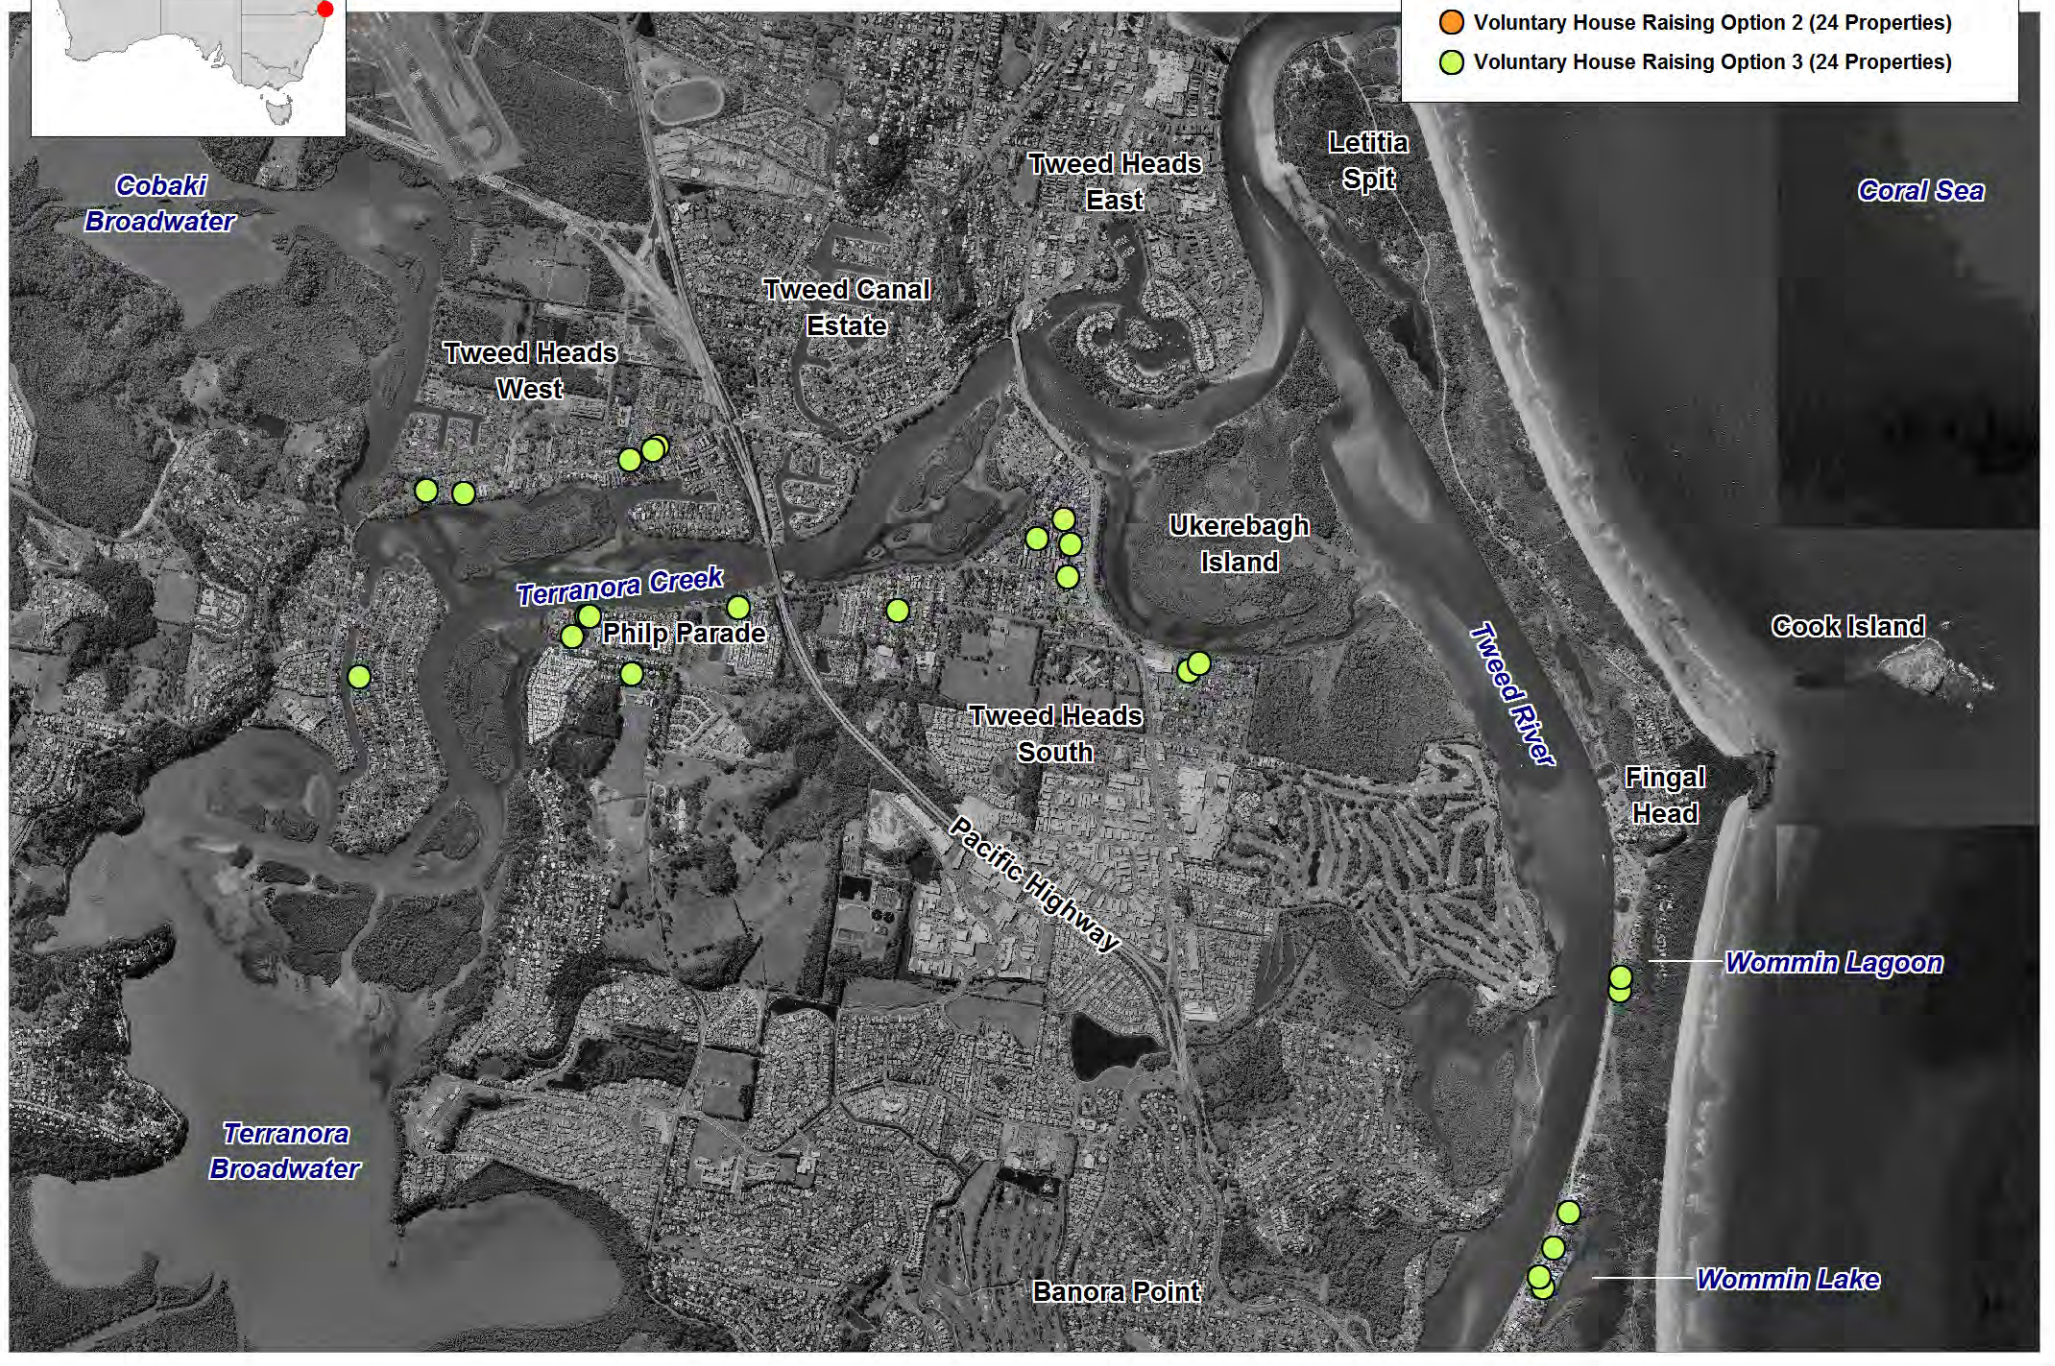 Voluntary House Raising Option 2 (24 Properties)
Voluntary House Raising Option 3 (24 Properties)
Letitia
Spit
Tweed Heads
East
Cobaki
Broadwater
Coral Sea
Tweed Canal
Estate
Tweed Heads
West
Ukerebagh
Island
Terranora Creek
Philp Parade
Cook Island
Tweed River
Tweed Heads
South
Fingal
Head
Pacific Highway
Wommin Lagoon
Terranora
Broadwater
Wommin Lake
Banora Point